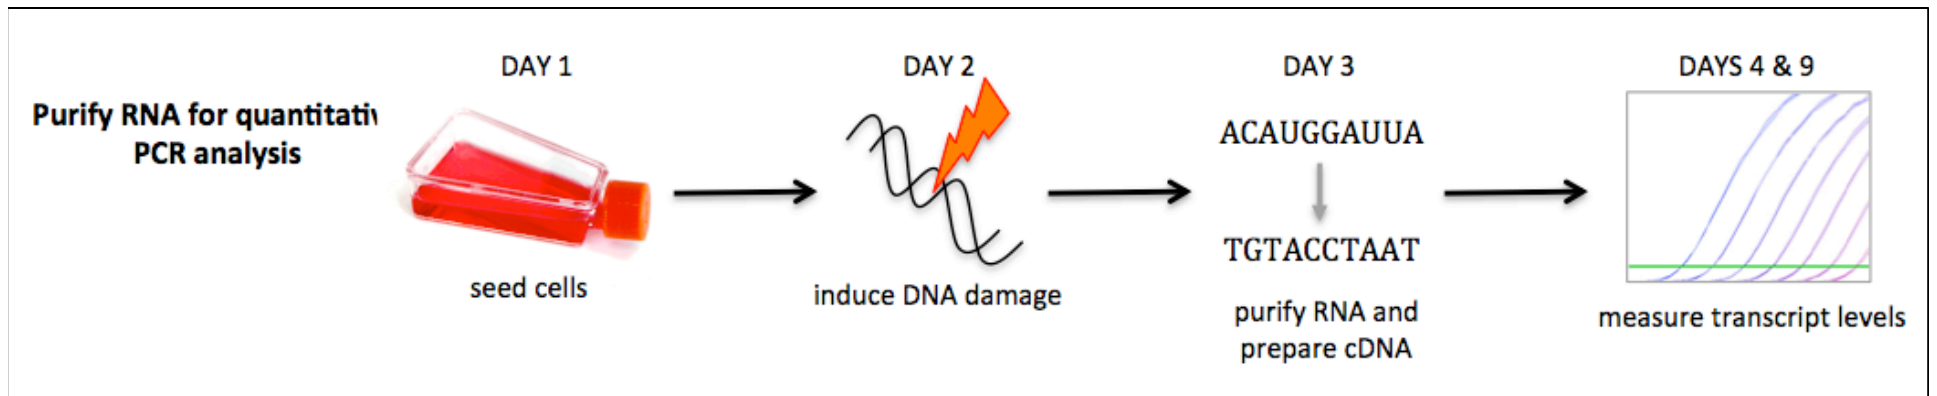 Purify RNA for quantitativ
PCR analysis
DAY 1
seed cells
DAY 2
induce DNA damage
DAY 3
ACAUGGAUUA
TGTACCTAAT
purify RNA and
prepare cDNA
DAYS 4 & 9
measure transcript levels